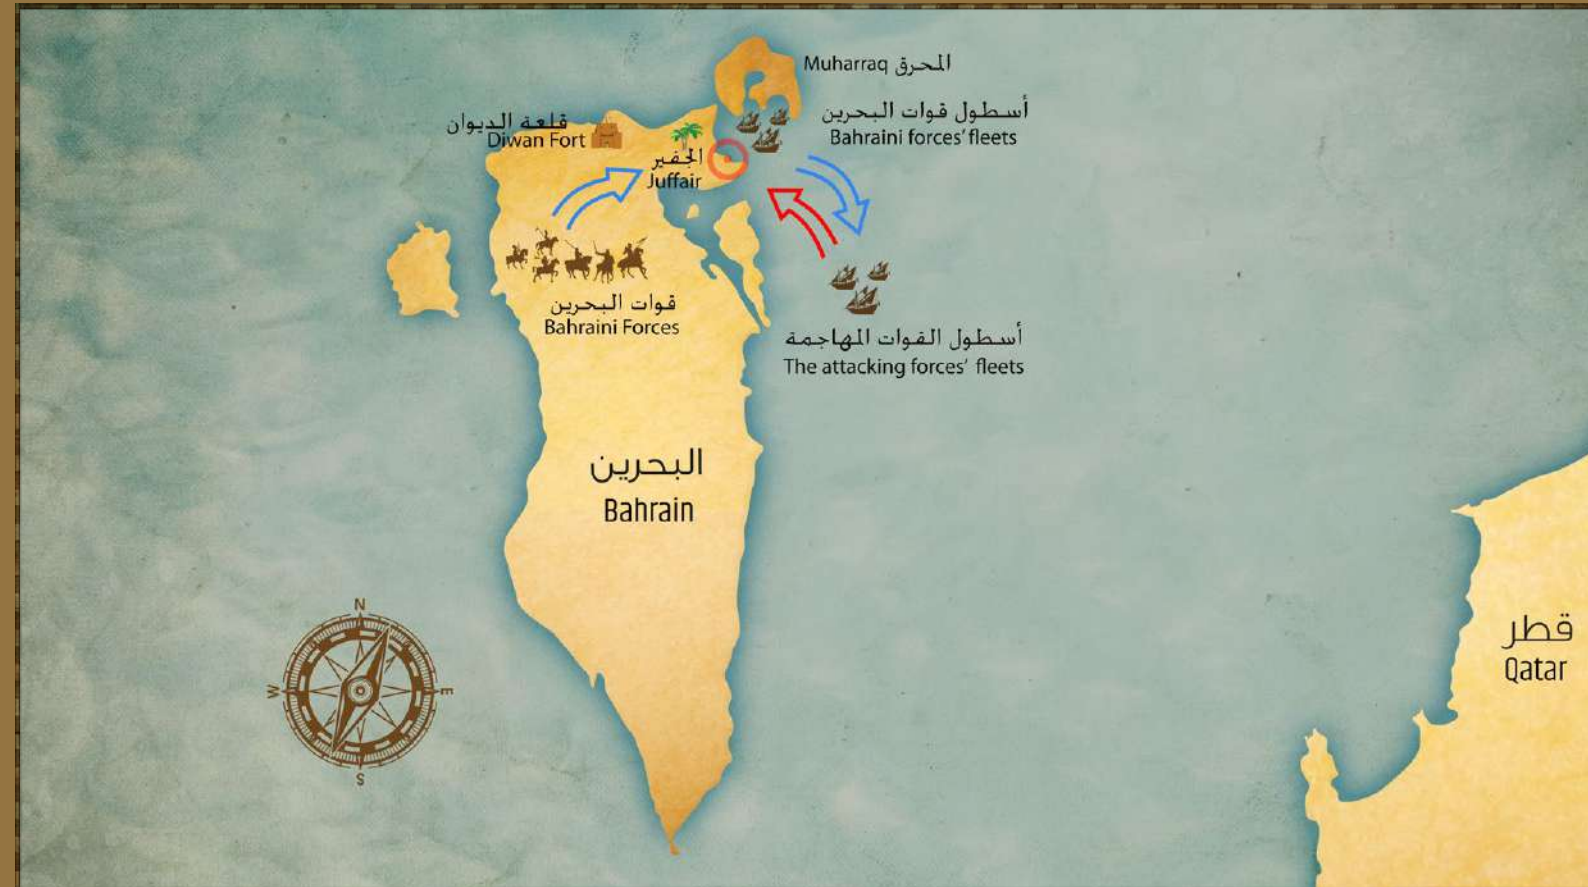 Muharraq المحرق
أسطول قوات البحرين
Bahraini forces' fleets
قلعة الديوان
Diwan Fort
الجفير
Juffair
قوات البحرين
Bahraini Forces
أسطول القوات المهاجمة
The attacking forces' fleets
البحرين
Bahrain
قطر
Qatar
N
W
E
S